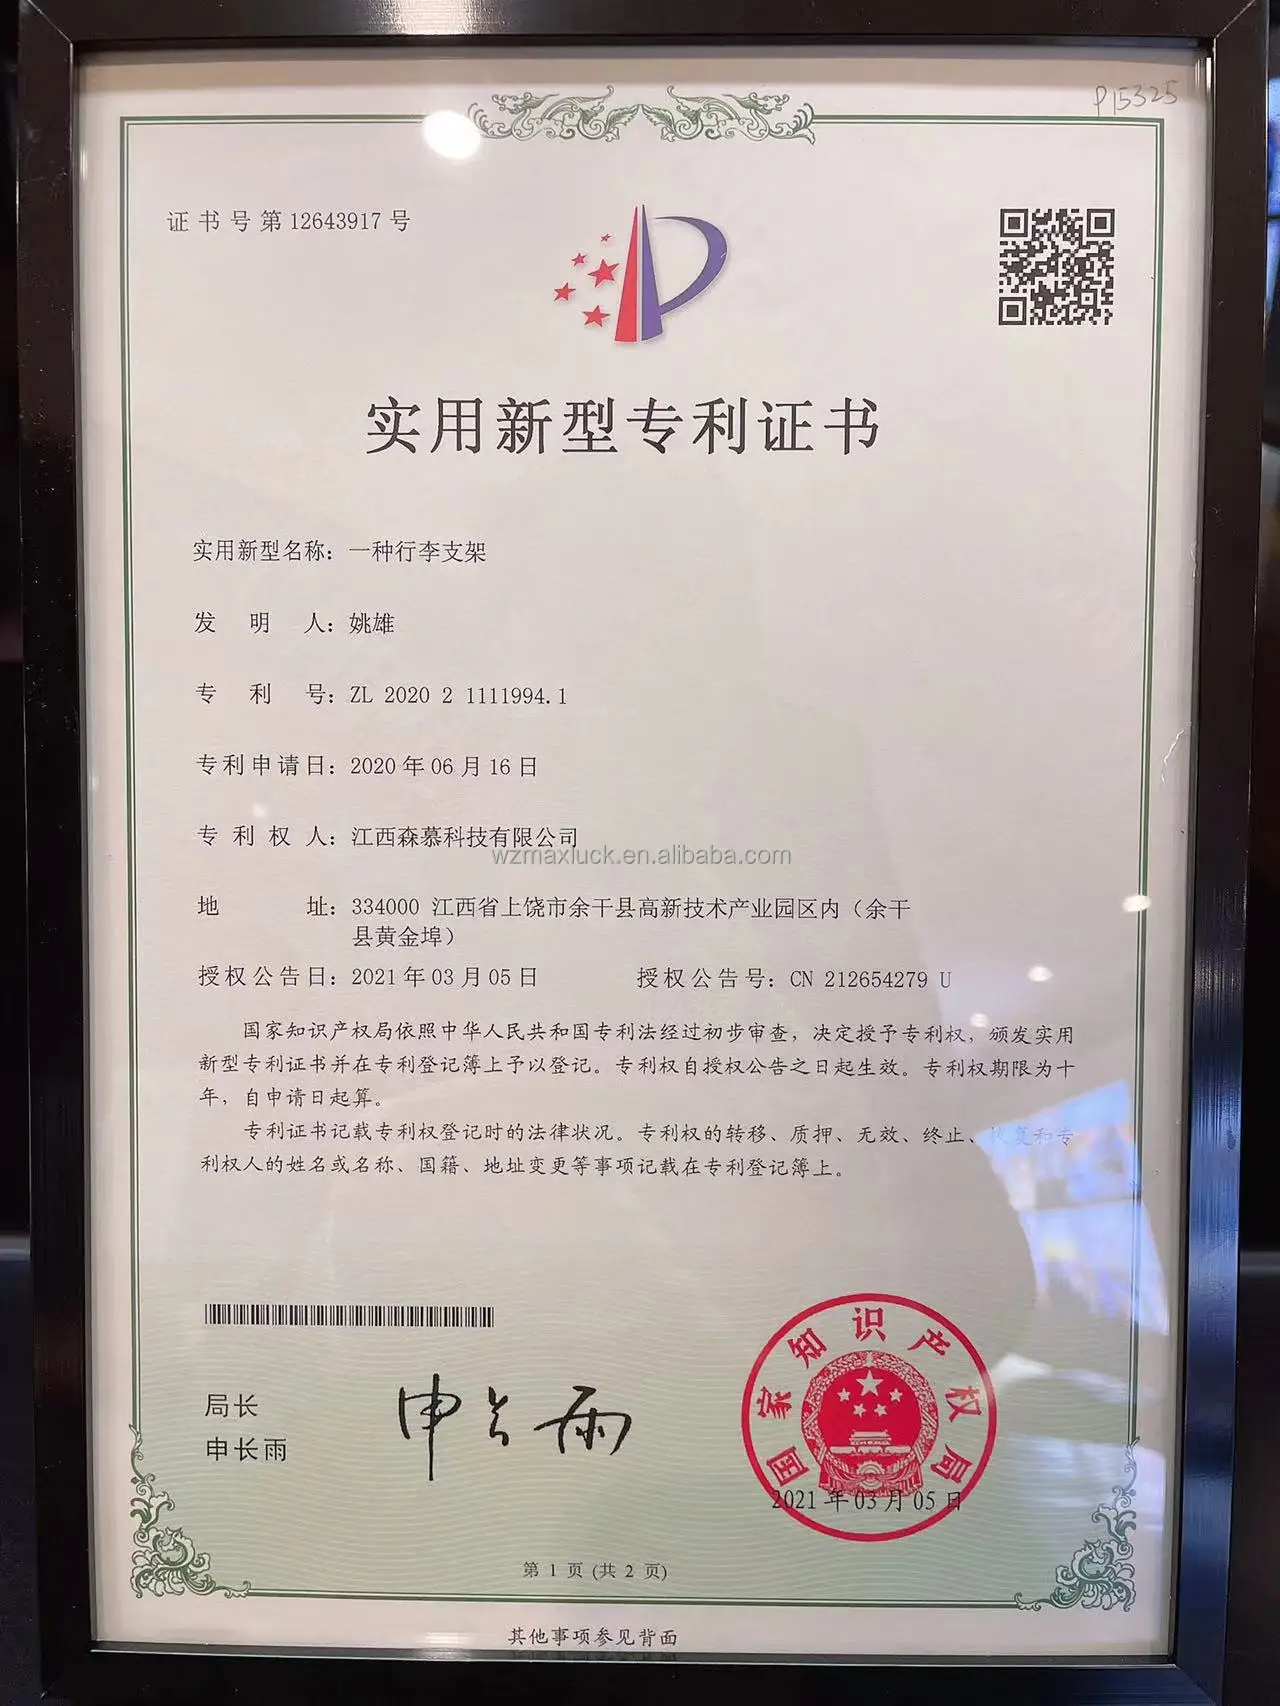 P15325
证书号第12643917号
实用新型专利证书
实用新型名称：一种行李支架
发明人：姚雄
专利号：ZL 2020 2 1111994.1
专利申请日：2020年06月16日
专利权人：江西森慕科技有限公司
wzmaxluck.en.alibaba.com
地址：334000 江西省上饶市余干县高新技术产业园区内（余干
县黄金埠）
授权公告日：2021年03月05日 授权公告号：CN 212654279 U
国家知识产权局依照中华人民共和国专利法经过初步审查，决定授予专利权，颁发实用
新型专利证书并在专利登记簿上予以登记。专利权自授权公告之日起生效。专利权期限为十
年，自申请日起算。
专利证书记载专利权登记时的法律状况。专利权的转移、质押、无效、终止、恢复和专
利权人的姓名或名称、国籍、地址变更等事项记载在专利登记簿上。
局长
申长雨
申长雨
国家知识产权局
2021年03月05日
第 1 页 (共 2 页)
其他事项参见背面